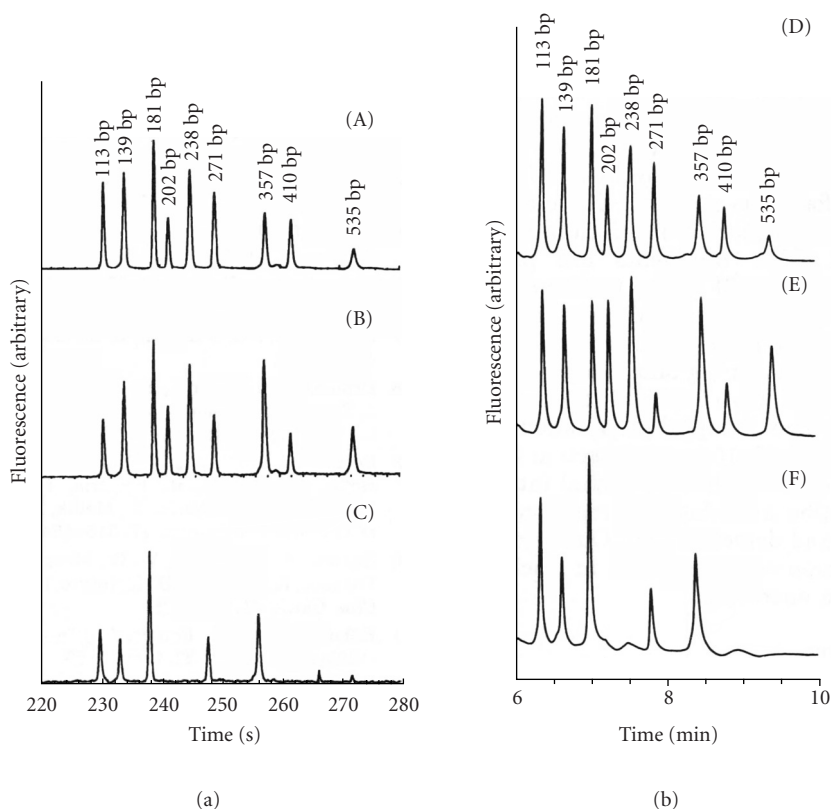 113 bp
139 bp
181 bp
202 bp
238 bp
271 bp
357 bp
410 bp
535 bp
(A)
(B)
(C)
Fluorescence (arbitrary)
220 230 240 250 260 270 280
Time (s)
(a)
113 bp
139 bp
181 bp
202 bp
238 bp
271 bp
357 bp
410 bp
535 bp
(D)
(E)
(F)
Fluorescence (arbitrary)
6 8 10
Time (min)
(b)